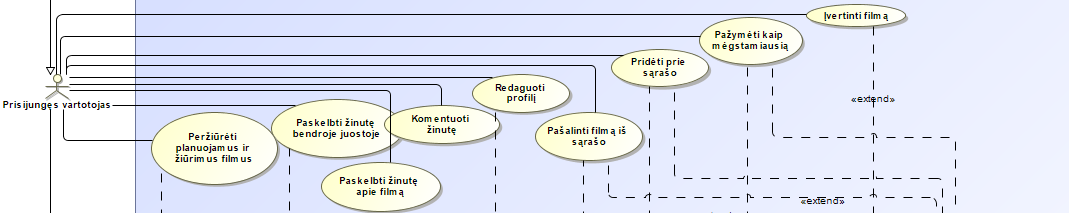 Įvertinti filmą
Pažymėti kaip
mėgstamiausią
Pridėti prie
sąrašo
Redaguoti
profilį
«extend»
Prisijungęs vartotojas
Paskelbti žinutę
bendroje juostoje
Komentuoti
žinutę
Pašalinti filmą iš
sąrašo
Peržiūrėti
planuojamus ir
žiūrimus filmus
Paskelbti žinutę
apie filmą
«extend»